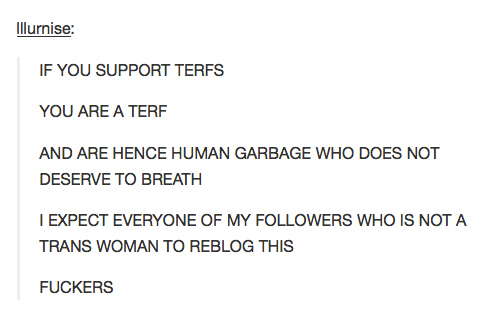 lllurnise:
IF YOU SUPPORT TERFS
YOU ARE A TERF
AND ARE HENCE HUMAN GARBAGE WHO DOES NOT
DESERVE TO BREATH
I EXPECT EVERYONE OF MY FOLLOWERS WHO IS NOT A
TRANS WOMAN TO REBLOG THIS
FUCKERS